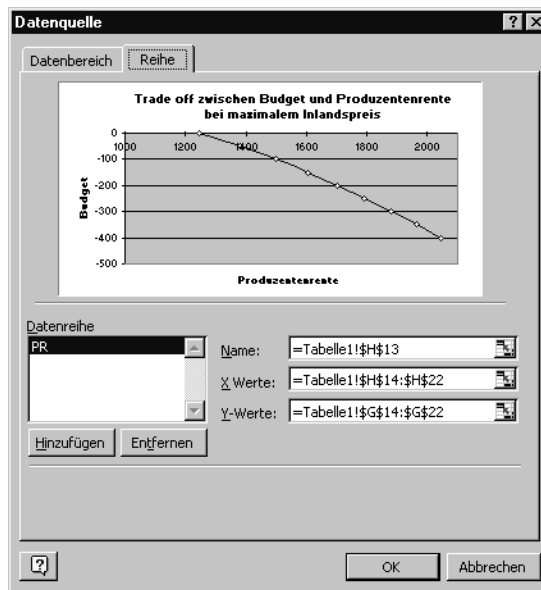 Datenquelle
Datenbereich Reihe
Trade off zwischen Budget und Produzentenrente
bei maximalem Inlandspreis
0
1000 1200 1400 1600 1800 2000
-100
-200
-300
-400
-500
Budget
Produzentenrente
Datenreihe
PR
Name: =Tabelle1!$H$13
X Werte: =Tabelle1!$H$14:$H$22
Y-Werte: =Tabelle1!$G$14:$G$22
Hinzufügen Entfernen
OK Abbrechen